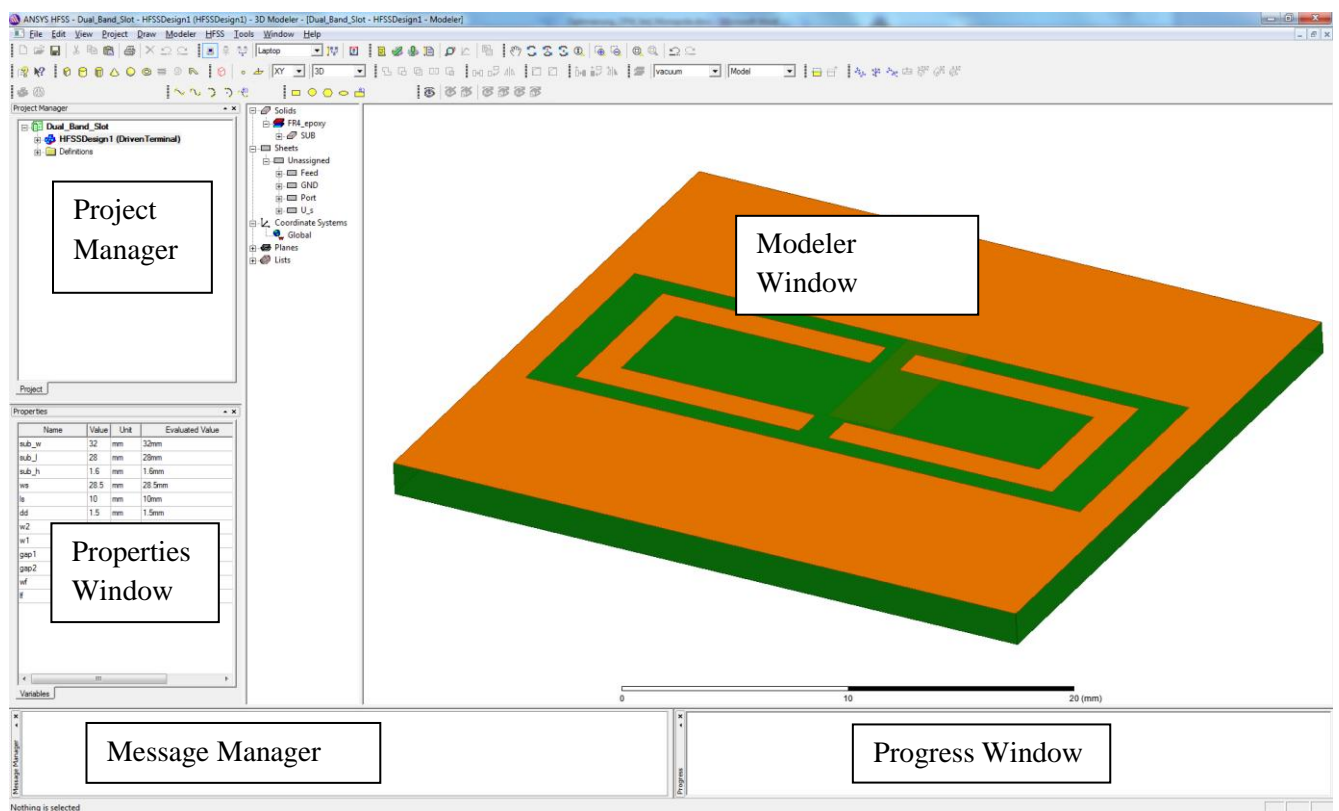 ANSYS HFSS - Dual_Band_Slot - HFSSDesign1 (HFSSDesign1) - 3D Modeler - [Dual_Band_Slot - HFSSDesign1 - Modeler]
File Edit View Project Draw Modeler HFSS Tools Window Help
Laptop
XY 3D vacuum Model
Project Manager
Dual_Band_Slot
HFSSDesign1 (DrivenTerminal)
Definitions
Project
Manager
Project
Solids
FR4_epoxy
SUB
Sheets
Unassigned
Feed
GND
Port
U_s
Coordinate Systems
Global
Planes
Lists
Modeler
Window
Properties
Name Value Unit Evaluated Value
sub_w 32 mm 32mm
sub_l 28 mm 28mm
sub_h 1.6 mm 1.6mm
ws 28.5 mm 28.5mm
ls 10 mm 10mm
dd 1.5 mm 1.5mm
w2
w1
gap1
gap2
wf
lf
Properties
Window
Variables
0 10 20 (mm)
Message Manager
Message Manager
Progress
Progress Window
Nothing is selected